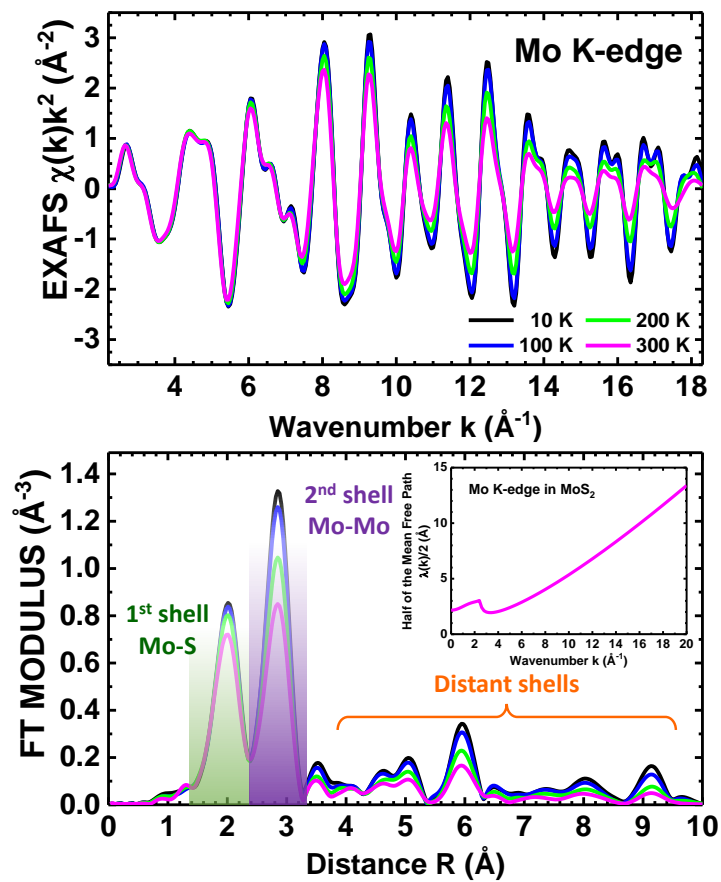 Mo K-edge
EXAFS χ(k)k² (Å⁻²)
3
2
1
0
-1
-2
-3
10 K
200 K
100 K
300 K
4 6 8 10 12 14 16 18
Wavenumber k (Å⁻¹)
FT MODULUS (Å⁻³)
1.4
1.2
1.0
0.8
0.6
0.4
0.2
0.0
2ⁿᵈ shell
Mo-Mo
1ˢᵗ shell
Mo-S
Mo K-edge in MoS₂
Half of the Mean Free Path
λ(k)/2 (Å)
15
10
5
0
0 2 4 6 8 10 12 14 16 18 20
Wavenumber k (Å⁻¹)
Distant shells
0 1 2 3 4 5 6 7 8 9 10
Distance R (Å)